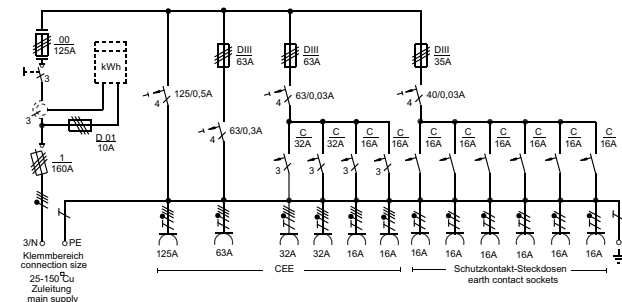 00
125A
kWh
3
3
D 01
10A
1
160A
DIII
63A
DIII
63A
DIII
35A
125/0,5A
4
63/0,3A
4
63/0,03A
4
40/0,03A
4
C
32A
C
32A
C
16A
C
16A
C
16A
C
16A
C
16A
C
16A
C
16A
C
16A
3
3
3
3
3/N
PE
125A
63A
32A
32A
16A
16A
16A
16A
16A
16A
16A
16A
CEE
Schutzkontakt-Steckdosen
earth contact sockets
Klemmbereich
connection size
25-150 Cu
Zuleitung
main supply